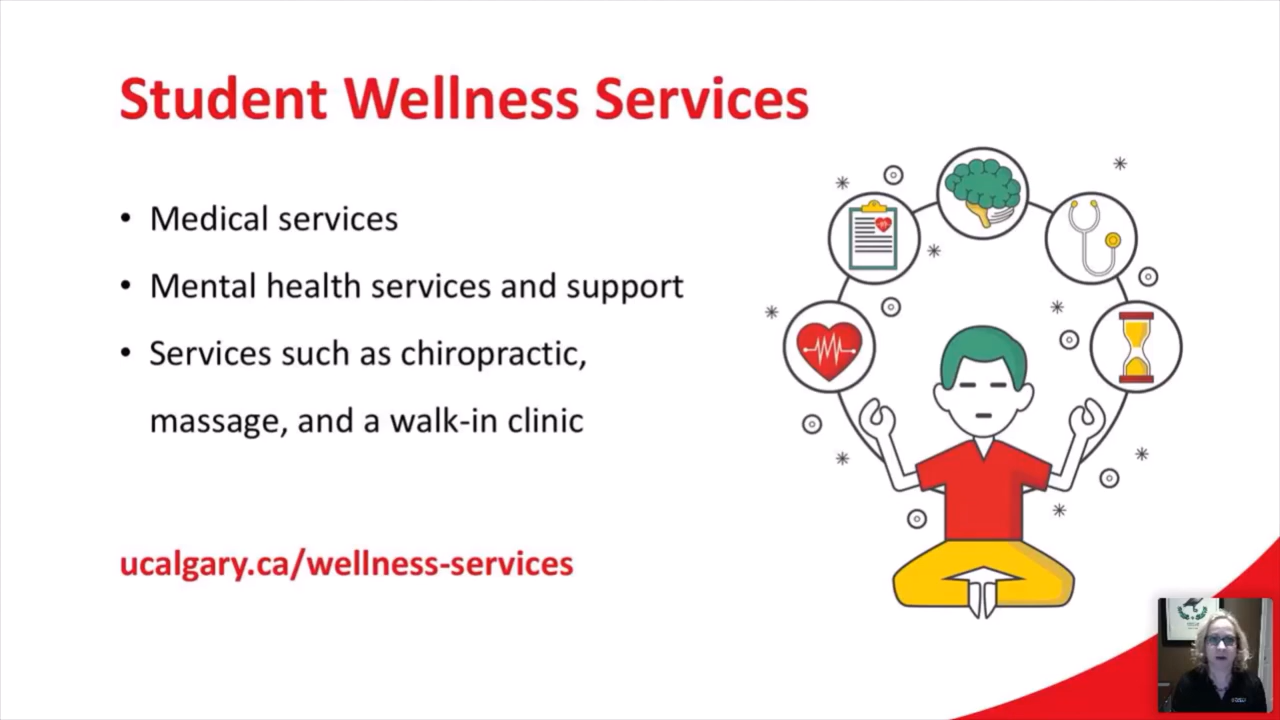 Student Wellness Services
• Medical services
• Mental health services and support
• Services such as chiropractic,
massage, and a walk-in clinic
ucalgary.ca/wellness-services